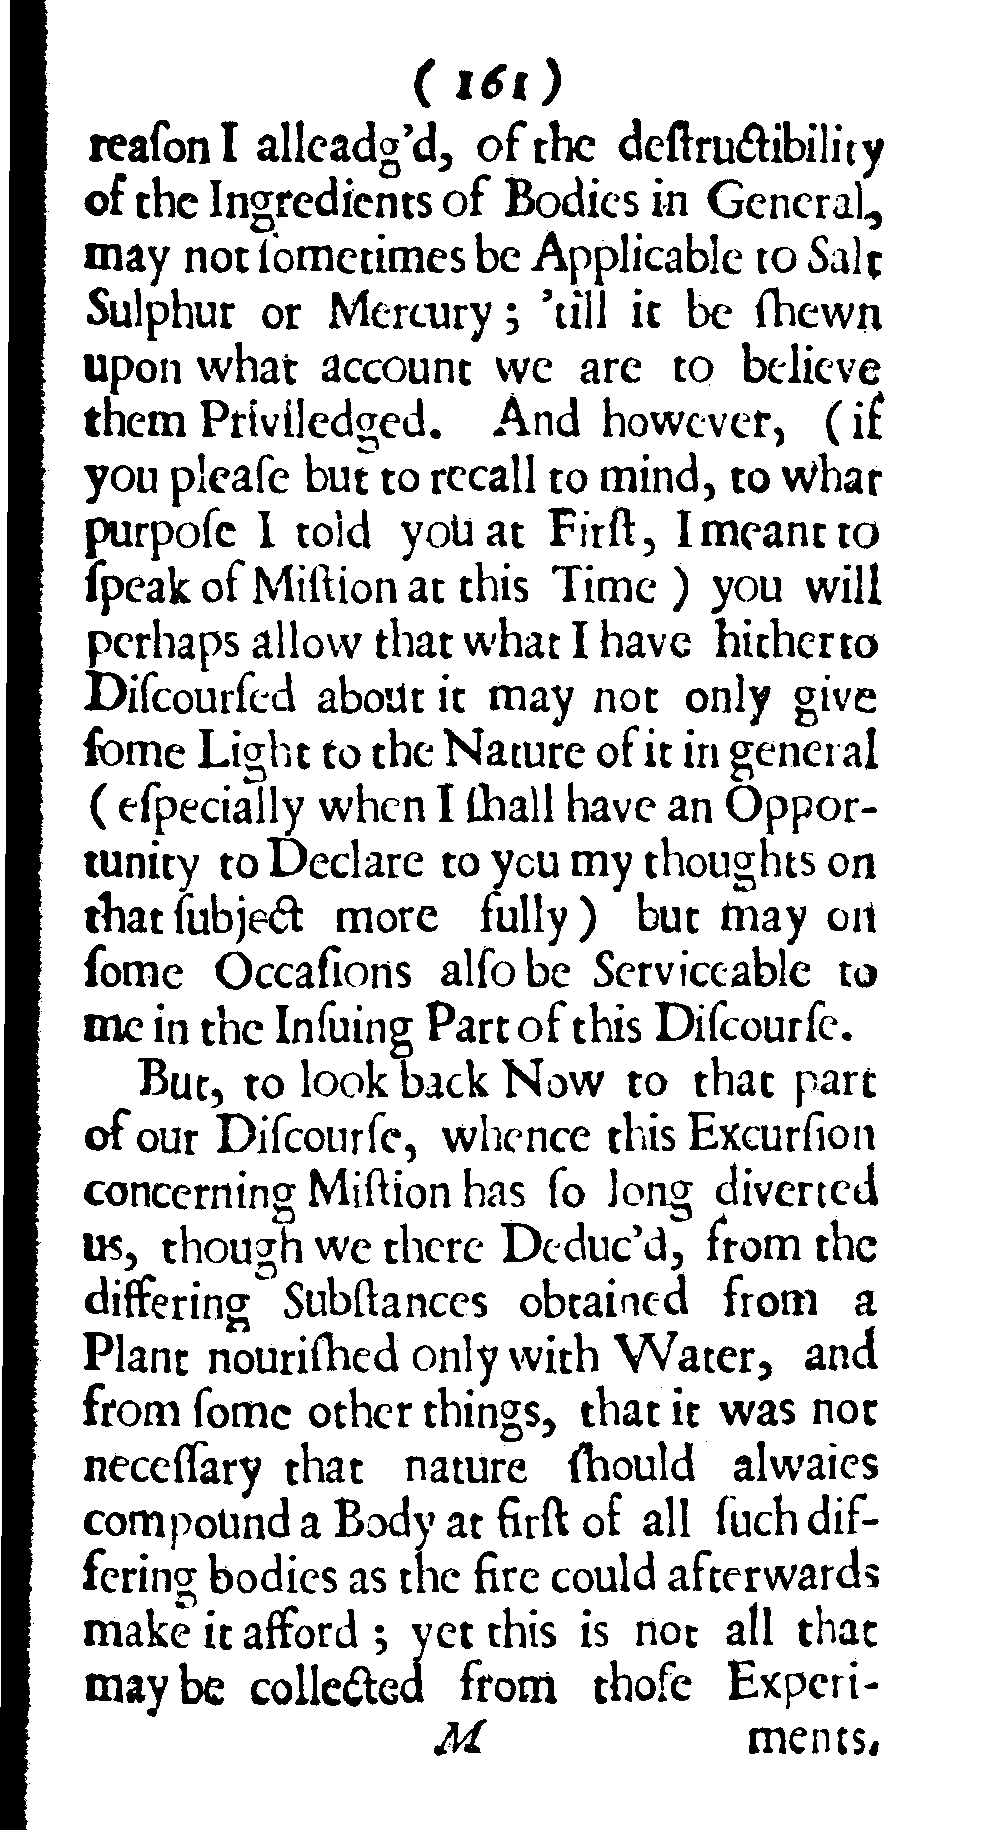 ( 161 )
reaſon I alleadg'd, of the deſtructibility
of the Ingredients of Bodies in General,
may not ſometimes be Applicable to Salt
Sulphur or Mercury ; 'till it be ſhewn
upon what account we are to believe
them Priviledged. And however, ( if
you pleaſe but to recall to mind, to what
purpoſe I told you at Firſt, I meant to
ſpeak of Miſtion at this Time ) you will
perhaps allow that what I have hitherto
Diſcourſed about it may not only give
ſome Light to the Nature of it in general
( eſpecially when I ſhall have an Oppor-
tunity to Declare to you my thoughts on
that ſubject more fully ) but may on
ſome Occaſions alſo be Serviceable to
me in the Inſuing Part of this Diſcourſe.
But, to look back Now to that part
of our Diſcourſe, whence this Excurſion
concerning Miſtion has ſo long diverted
us, though we there Deduc'd, from the
differing Subſtances obtained from a
Plant nouriſhed only with Water, and
from ſome other things, that it was not
neceſſary that nature ſhould alwaies
compound a Body at firſt of all ſuch dif-
fering bodies as the fire could afterwards
make it afford ; yet this is not all that
may be collected from thoſe Experi-
M ments.